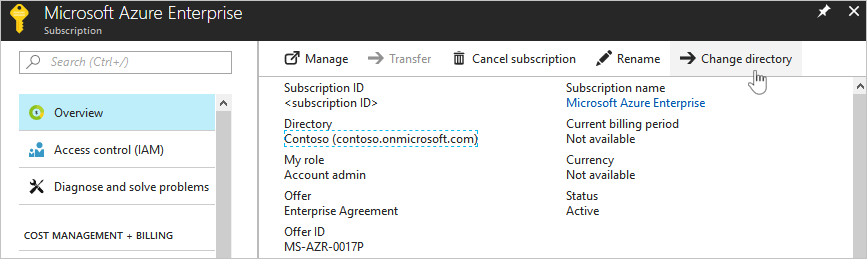 Microsoft Azure Enterprise
Subscription
Search (Ctrl+/)
Overview
Access control (IAM)
Diagnose and solve problems
COST MANAGEMENT + BILLING
Manage
Transfer
Cancel subscription
Rename
Change directory
Subscription ID
<subscription ID>
Directory
Contoso (contoso.onmicrosoft.com)
My role
Account admin
Offer
Enterprise Agreement
Offer ID
MS-AZR-0017P
Subscription name
Microsoft Azure Enterprise
Current billing period
Not available
Currency
Not available
Status
Active